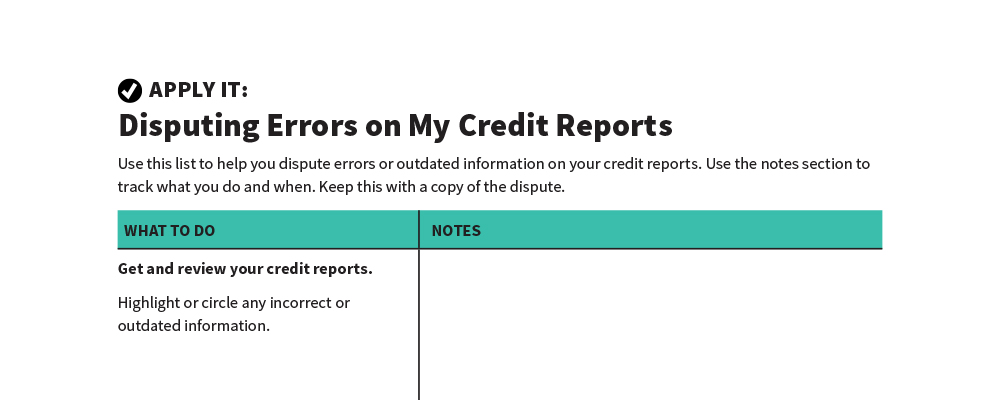 APPLY IT:
Disputing Errors on My Credit Reports
Use this list to help you dispute errors or outdated information on your credit reports. Use the notes section to
track what you do and when. Keep this with a copy of the dispute.
WHAT TO DO
NOTES
Get and review your credit reports.
Highlight or circle any incorrect or
outdated information.